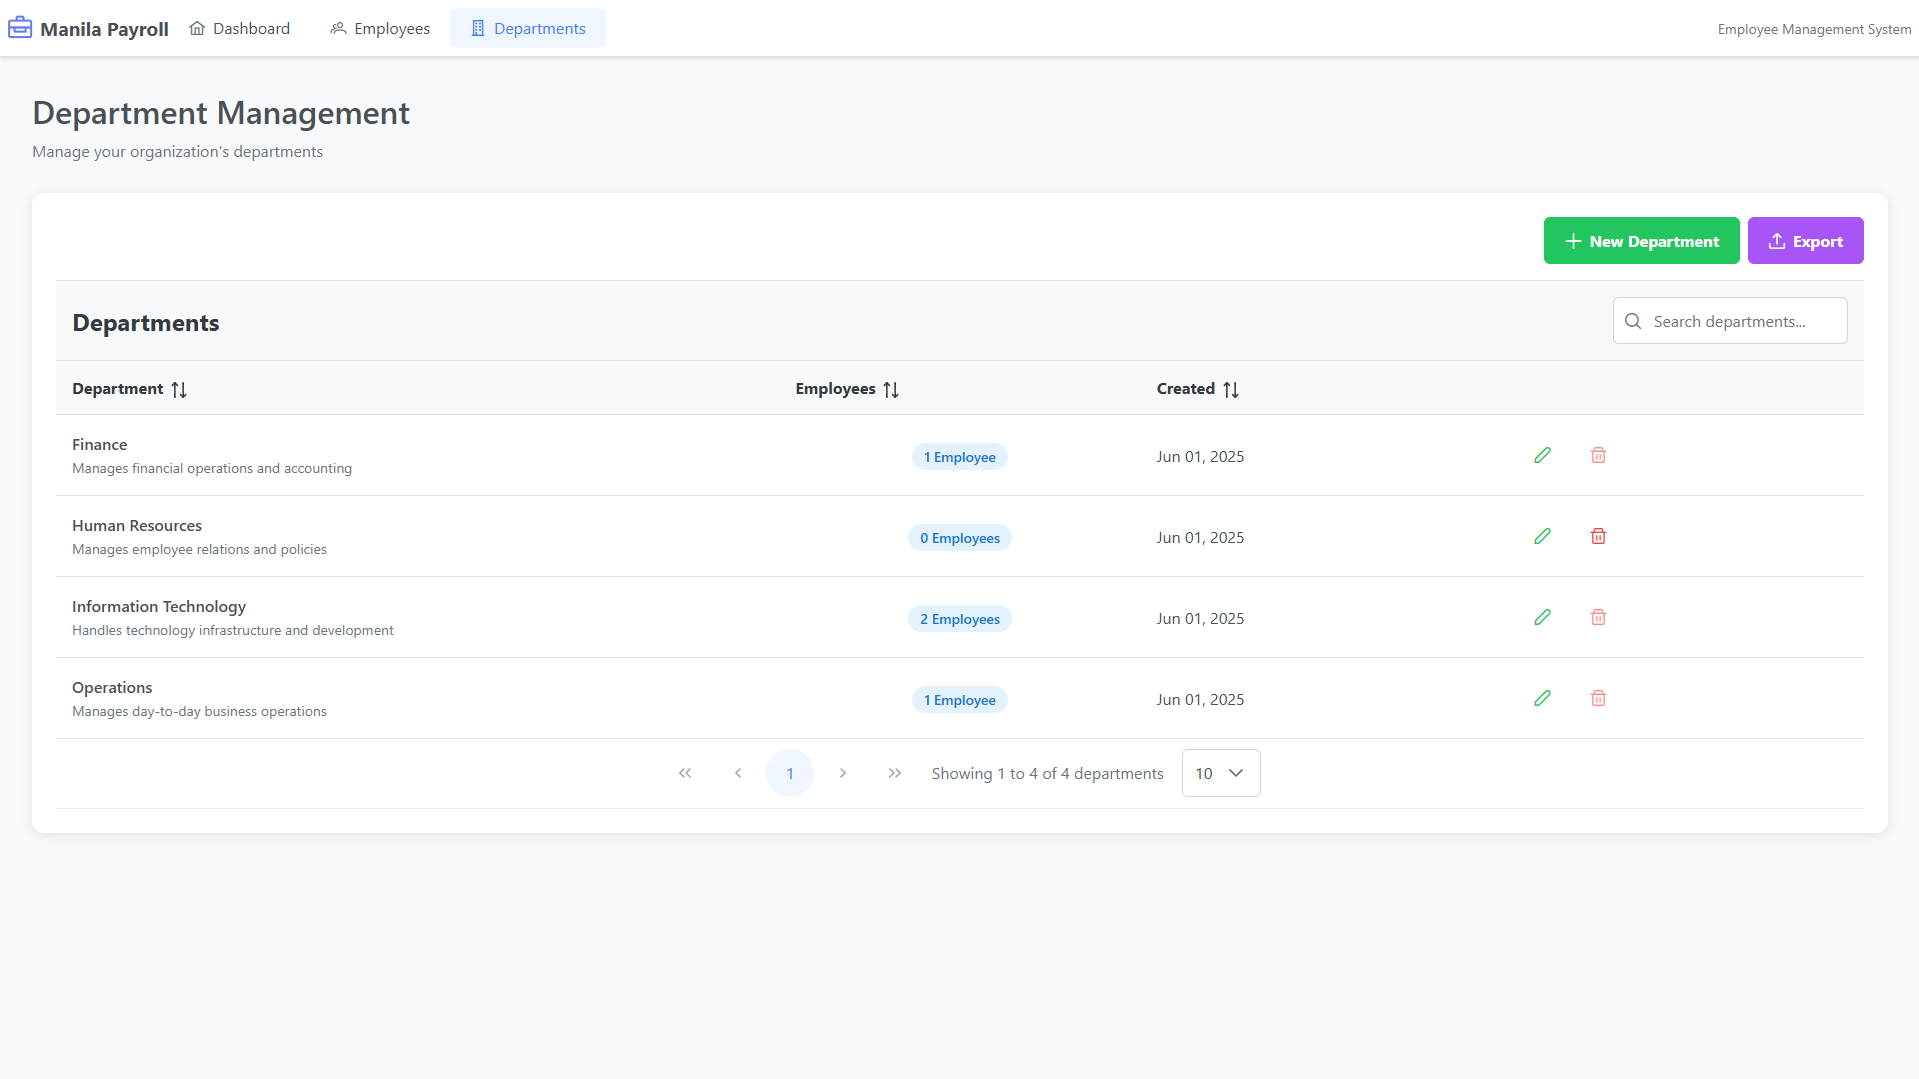 Manila Payroll
Dashboard
Employees
Departments
Employee Management System
Department Management
Manage your organization's departments
New Department
Export
Departments
Search departments...
Department Employees Created
Finance
Manages financial operations and accounting
1 Employee
Jun 01, 2025
Human Resources
Manages employee relations and policies
0 Employees
Jun 01, 2025
Information Technology
Handles technology infrastructure and development
2 Employees
Jun 01, 2025
Operations
Manages day-to-day business operations
1 Employee
Jun 01, 2025
1
Showing 1 to 4 of 4 departments
10